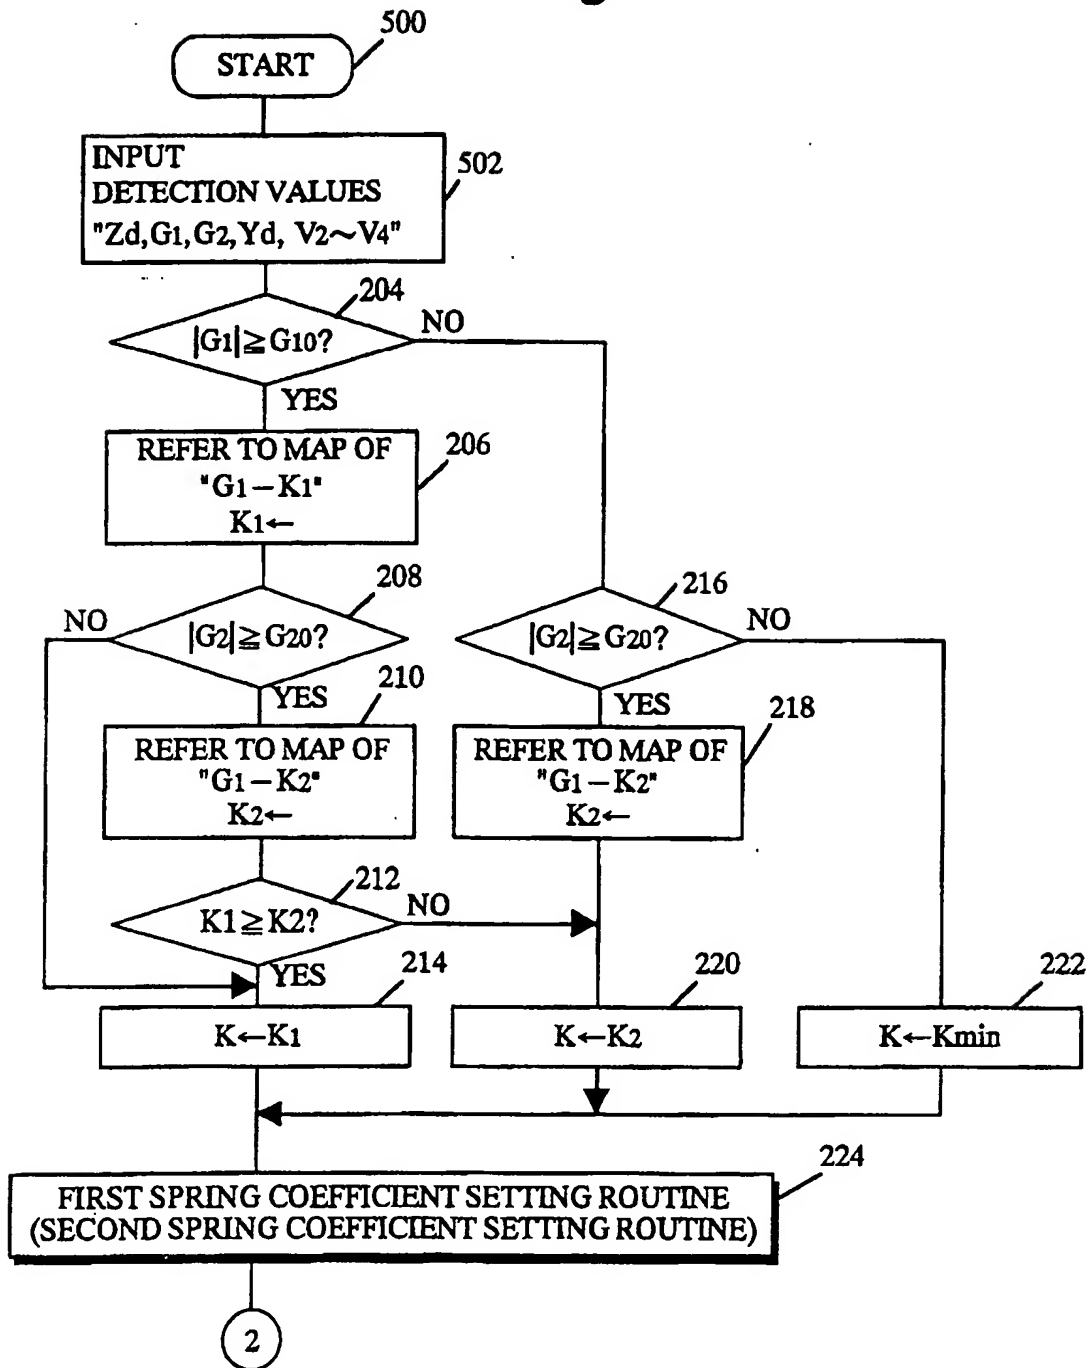 500
START
INPUT
DETECTION VALUES
"Zd,G1,G2,Yd, V2~V4"
502
204
|G1|≧G10?
NO
YES
REFER TO MAP OF
"G1−K1"
K1←
206
208
NO
|G2|≧G20?
YES
216
|G2|≧G20?
NO
YES
210
REFER TO MAP OF
"G1−K2"
K2←
218
REFER TO MAP OF
"G1−K2"
K2←
212
K1≧K2?
NO
YES
214
K←K1
220
K←K2
222
K←Kmin
224
FIRST SPRING COEFFICIENT SETTING ROUTINE
(SECOND SPRING COEFFICIENT SETTING ROUTINE)
2